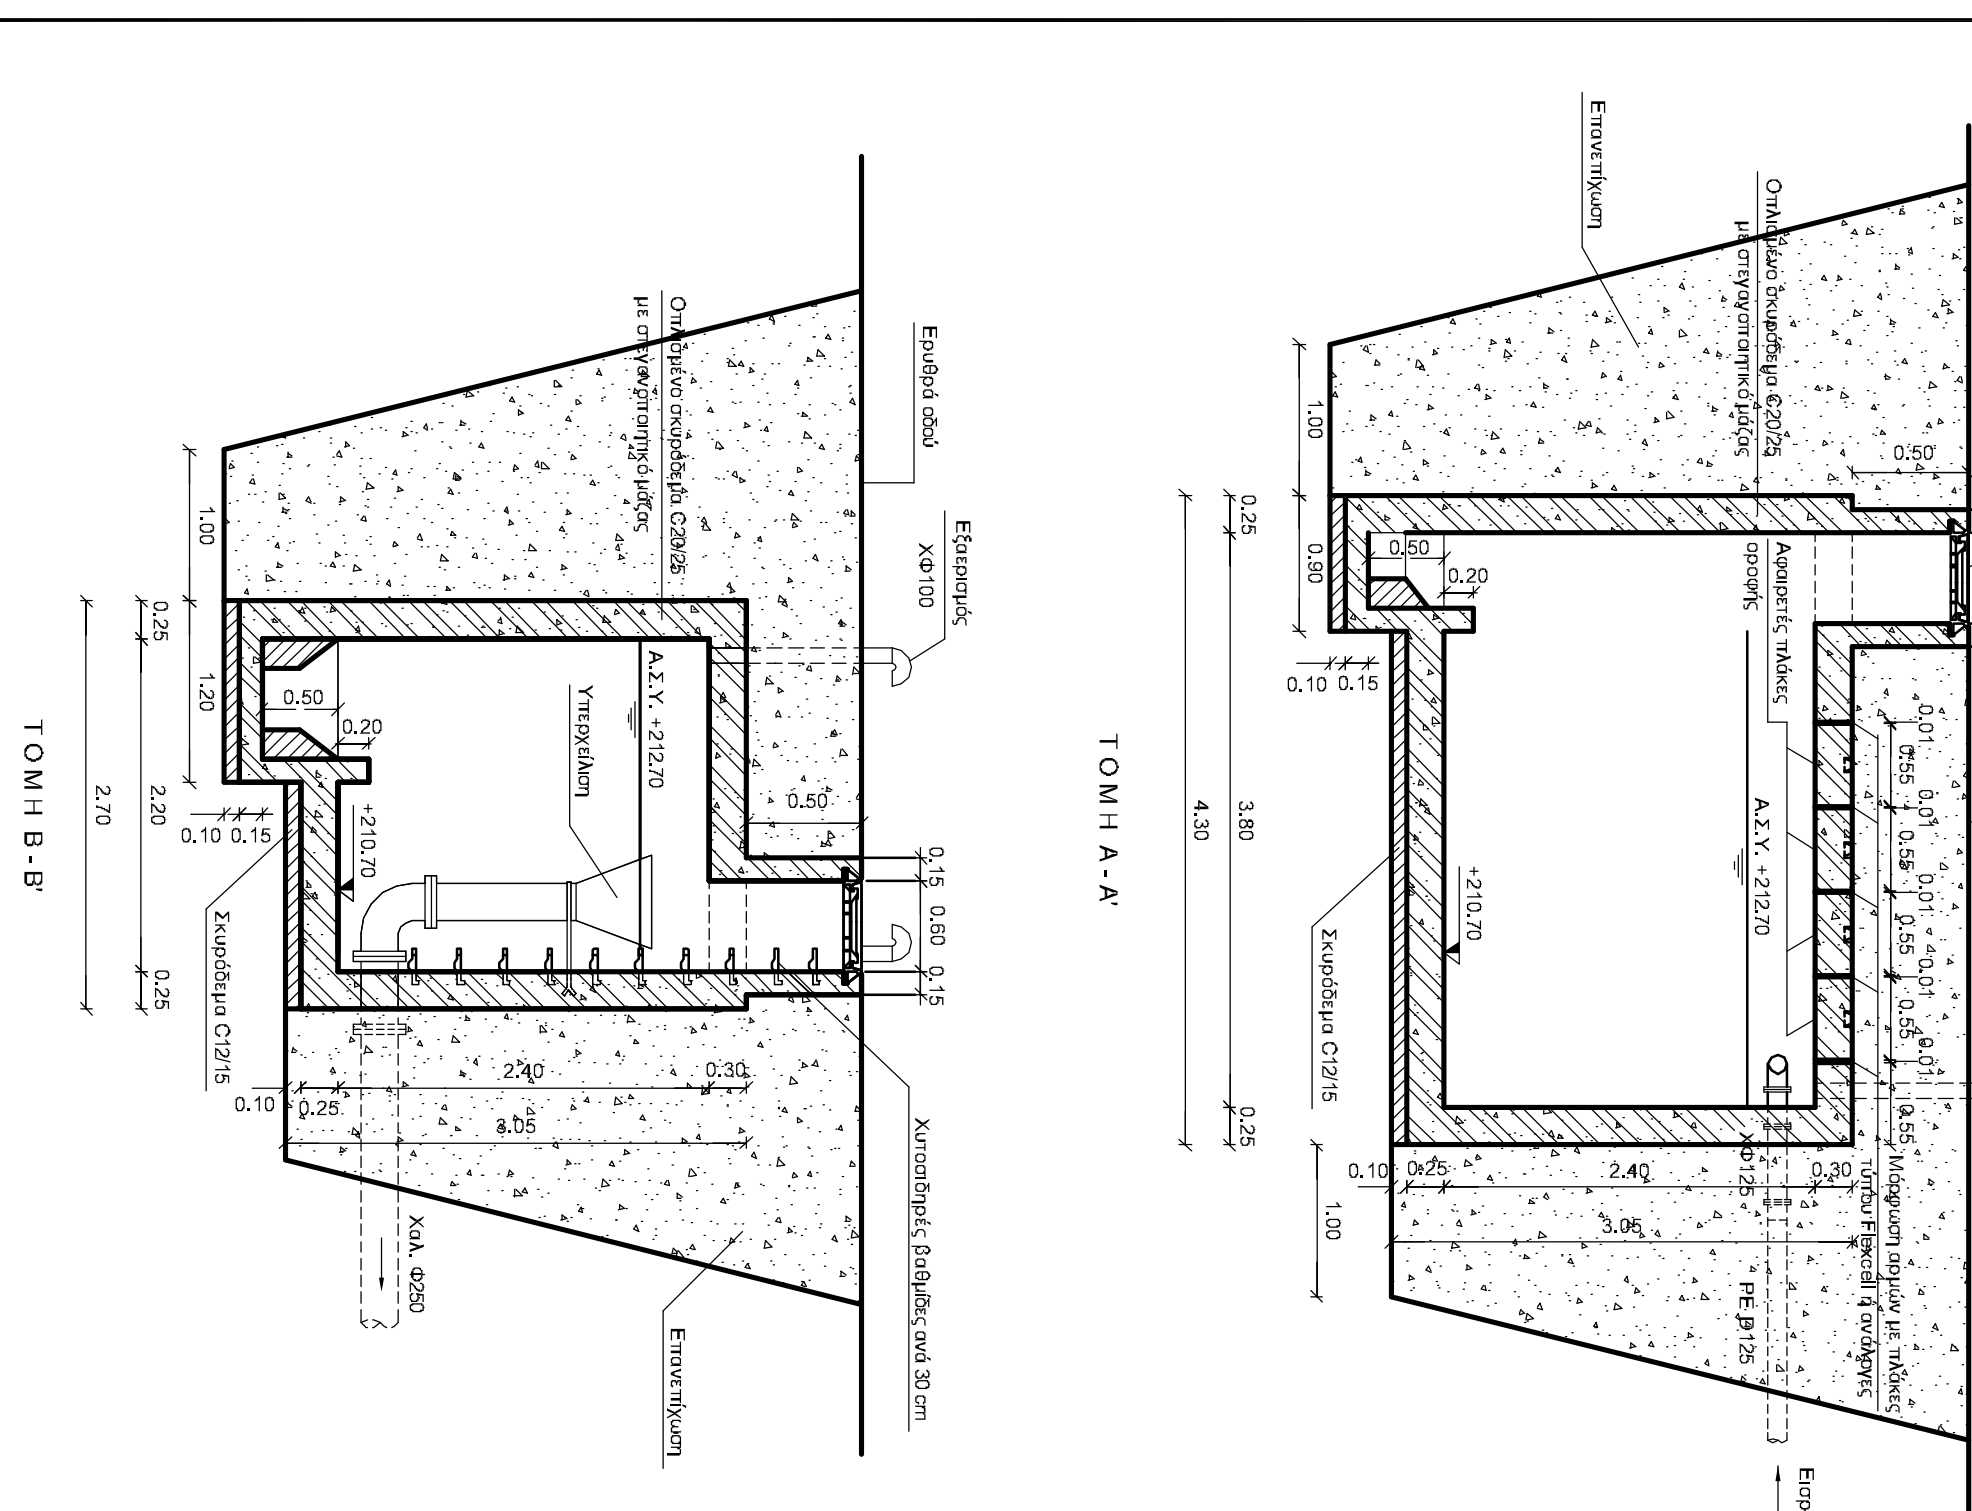 Επανεπίχωση
Οπλισμένο σκυρόδεμα C20/25
με στεγανοποιητικό μάζας
0.50
1.00
0.25
0.90
0.50
0.20
0.10
0.15
Αφαιρετές πλάκες
οροφής
0.01
0.55
0.01
0.55
0.01
0.55
0.01
0.55
0.01
0.55
Α.Σ.Υ. +212.70
+210.70
3.80
4.30
0.25
Σκυρόδεμα C12/15
Μόρφωση αρμών με πλάκες
τύπου Flexcell ή ανάλογες
ΧΦ125
0.10
0.25
2.40
0.30
3.05
1.00
PE D125
Εισρ
ΤΟΜΗ Α-Α'
Ερυθρά οδού
Εξαερισμός
ΧΦ100
Οπλισμένο σκυρόδεμα C20/25
με στεγανοποιητικό μάζας
1.00
0.25
1.20
0.50
0.20
0.10
0.15
Α.Σ.Υ. +212.70
Υπερχείλιση
0.50
0.15
0.60
0.15
+210.70
2.20
2.70
0.25
Σκυρόδεμα C12/15
2.40
0.30
0.10
0.25
3.05
Χαλ. Φ250
Χυτοσιδηρές βαθμίδες ανά 30 cm
Επανεπίχωση
ΤΟΜΗ Β-Β'